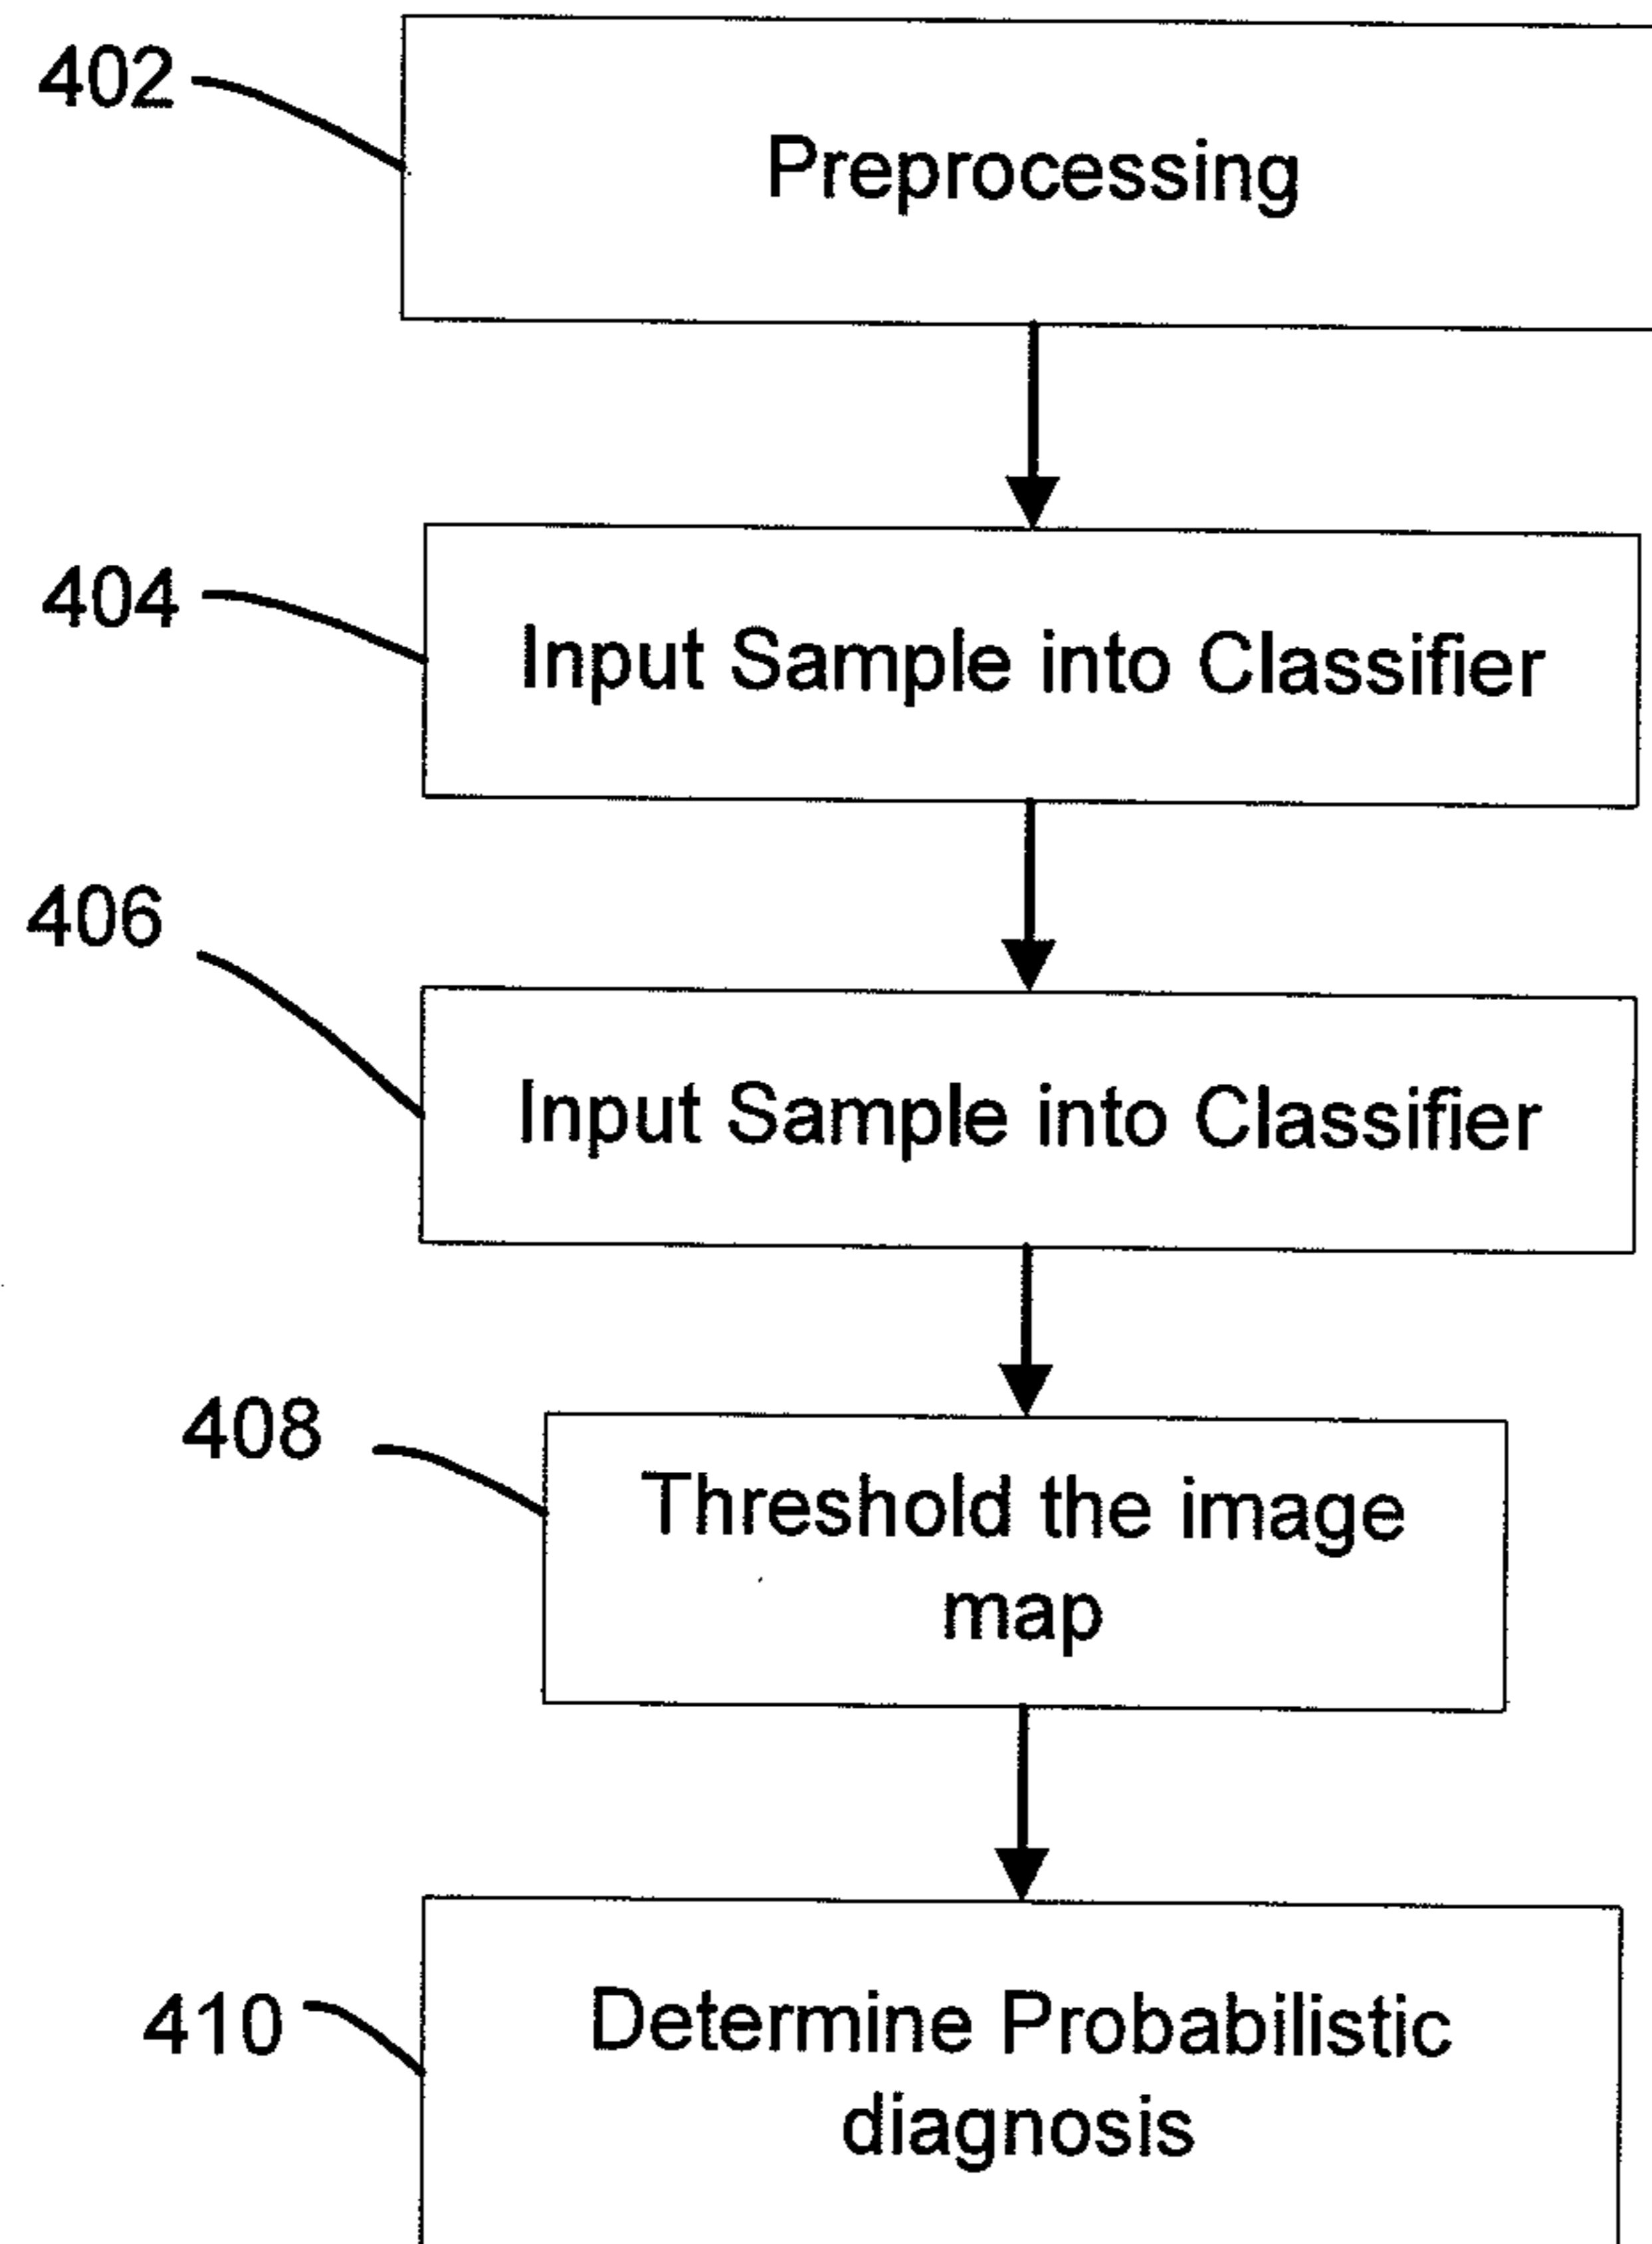 402
Preprocessing
404
Input Sample into Classifier
406
Input Sample into Classifier
408
Threshold the image
map
410
Determine Probabilistic
diagnosis